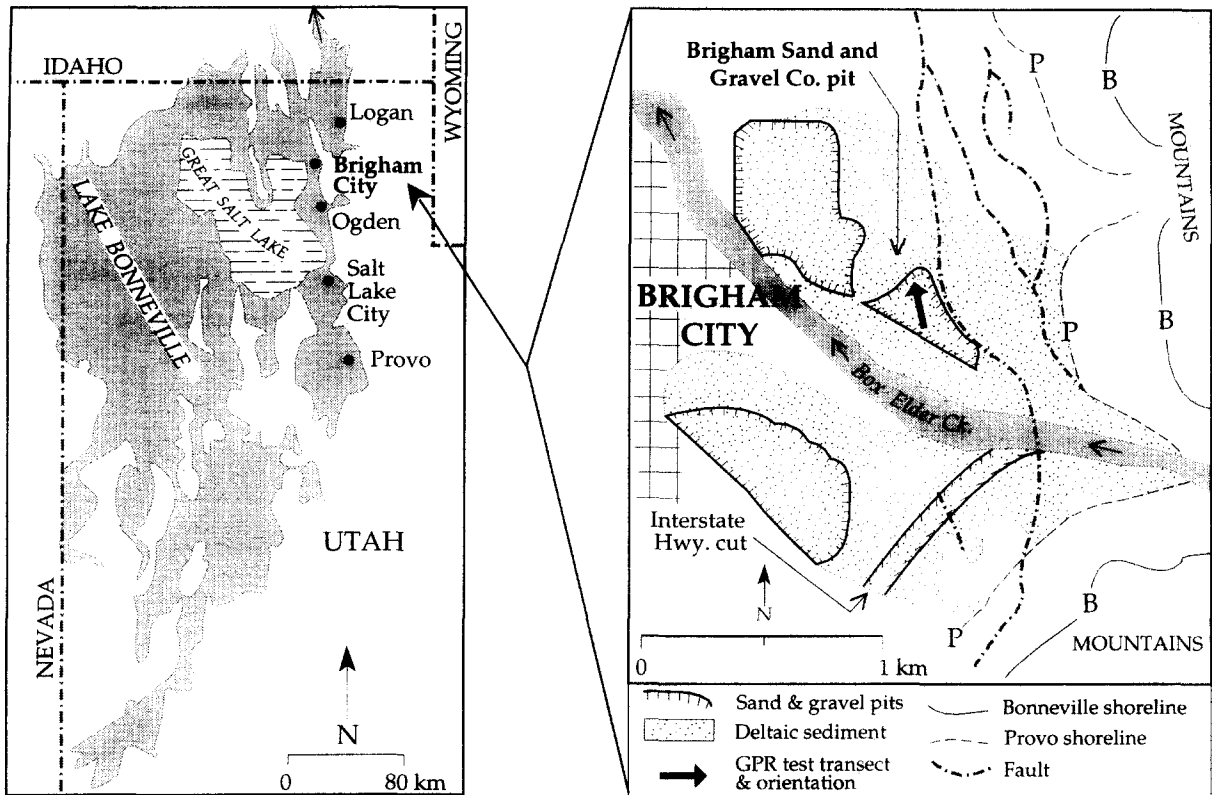 IDAHO
WYOMING
Logan
GREAT SALT LAKE
Brigham
City
Ogden
LAKE BONNEVILLE
Salt
Lake
City
Provo
UTAH
NEVADA
N
0 80 km
Brigham Sand and
Gravel Co. pit
P
B
MOUNTAINS
P
B
BRIGHAM
CITY
Box Elder Ck.
Interstate
Hwy. cut
N
P
B
MOUNTAINS
0 1 km
Sand & gravel pits
Deltaic sediment
GPR test transect
& orientation
Bonneville shoreline
Provo shoreline
Fault